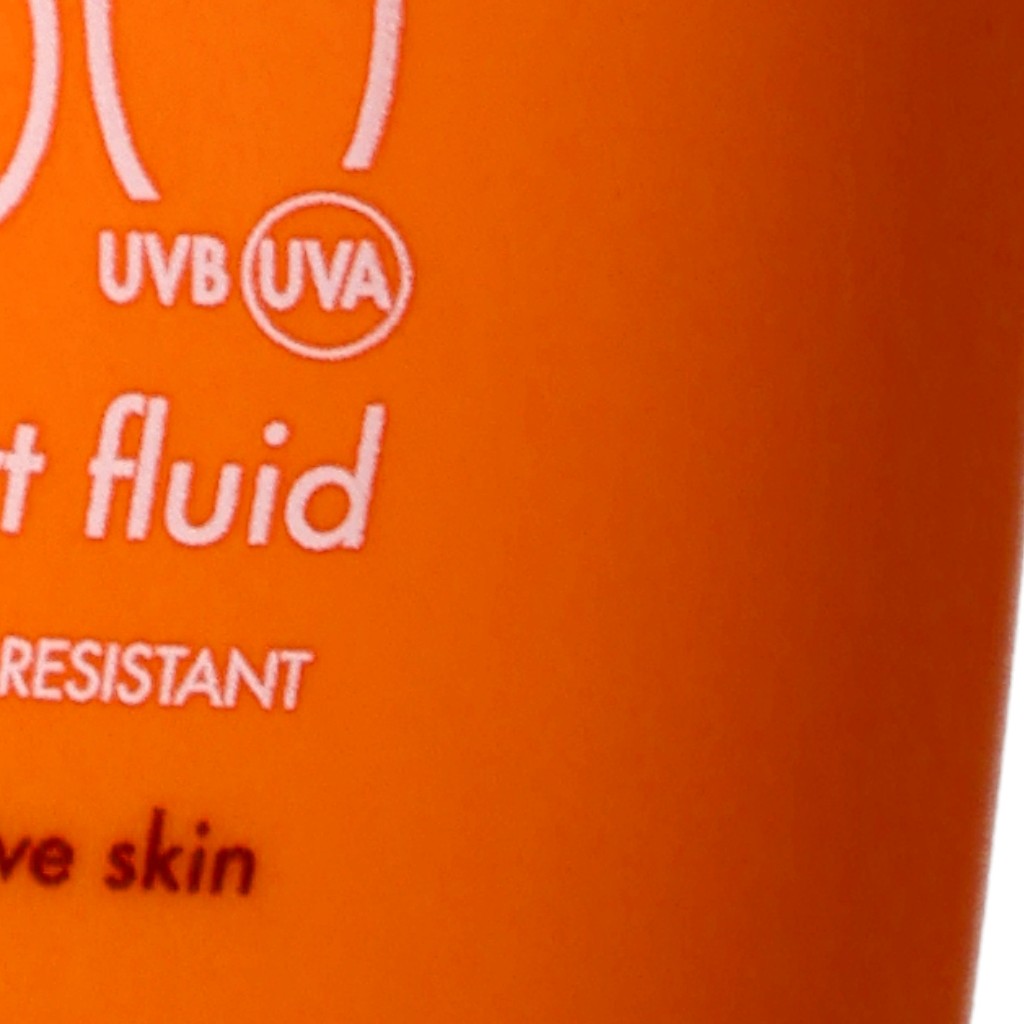 UVB UVA
t fluid
RESISTANT
ve skin